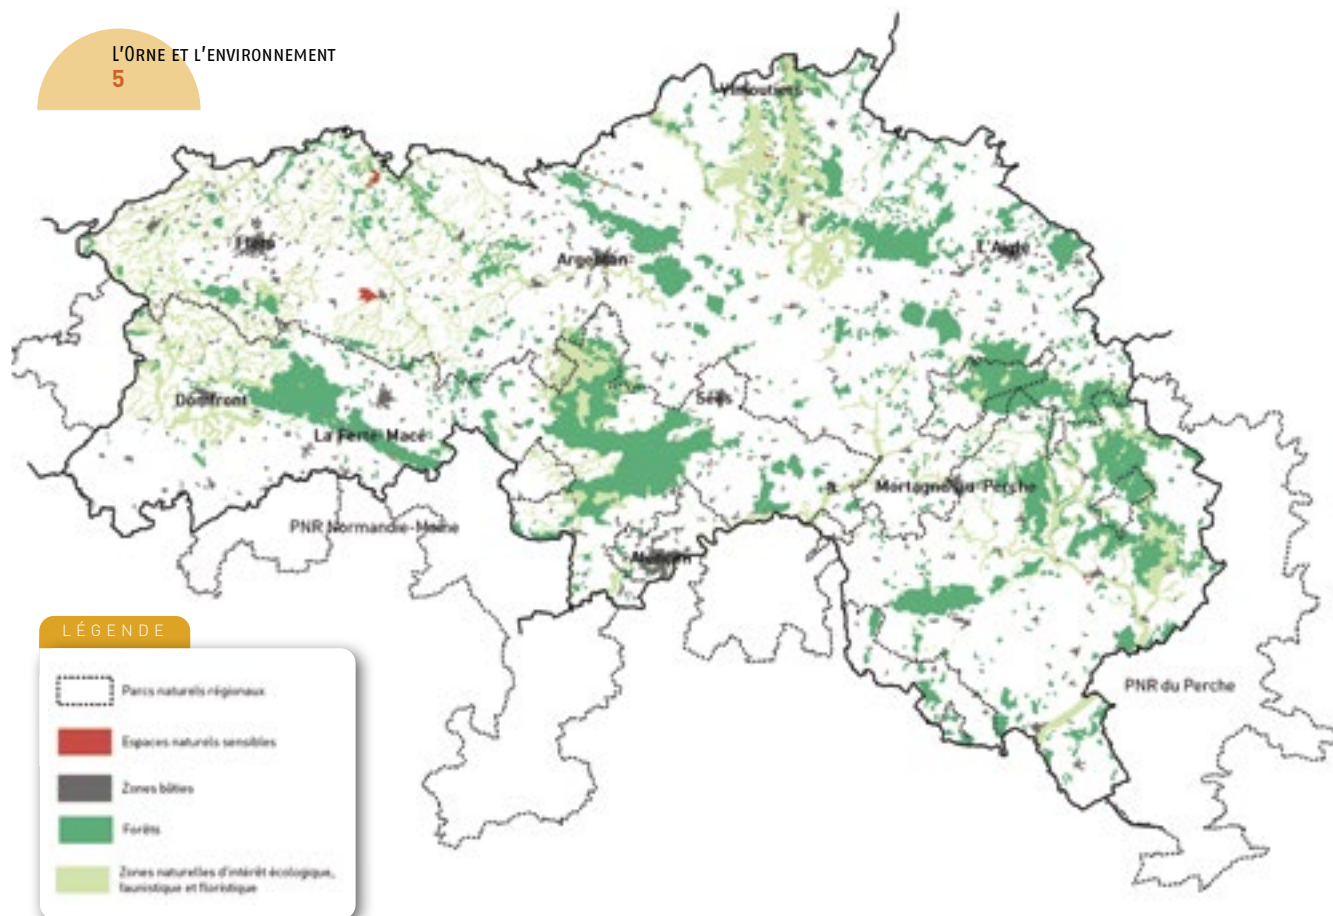 L'ORNE ET L'ENVIRONNEMENT
5
Vimoutiers
Flers
Argentan
L'Aigle
Domfront
Sées
La Ferté-Macé
Mortagne-au-Perche
PNR Normandie-Maine
Alençon
PNR du Perche
LÉGENDE
Parcs naturels régionaux
Espaces naturels sensibles
Zones bâties
Forêts
Zones naturelles d'intérêt écologique,
faunistique et floristique